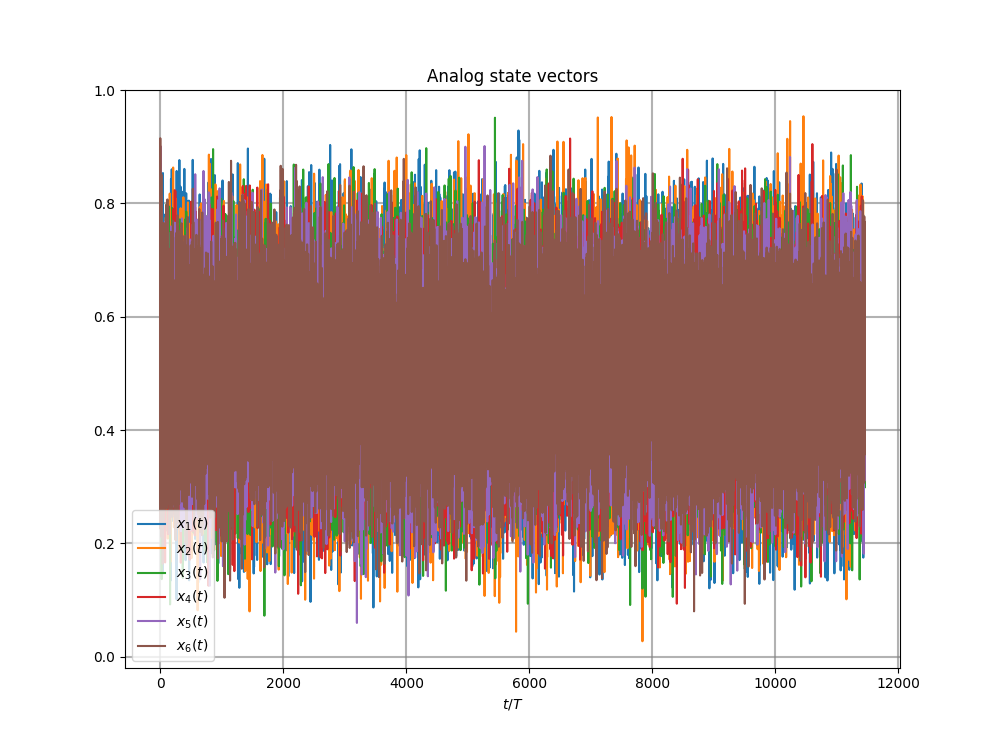 Analog state vectors
1.0
0.8
0.6
0.4
0.2
0.0
x₁(t)
x₂(t)
x₃(t)
x₄(t)
x₅(t)
x₆(t)
0 2000 4000 6000 8000 10000 12000
t/T